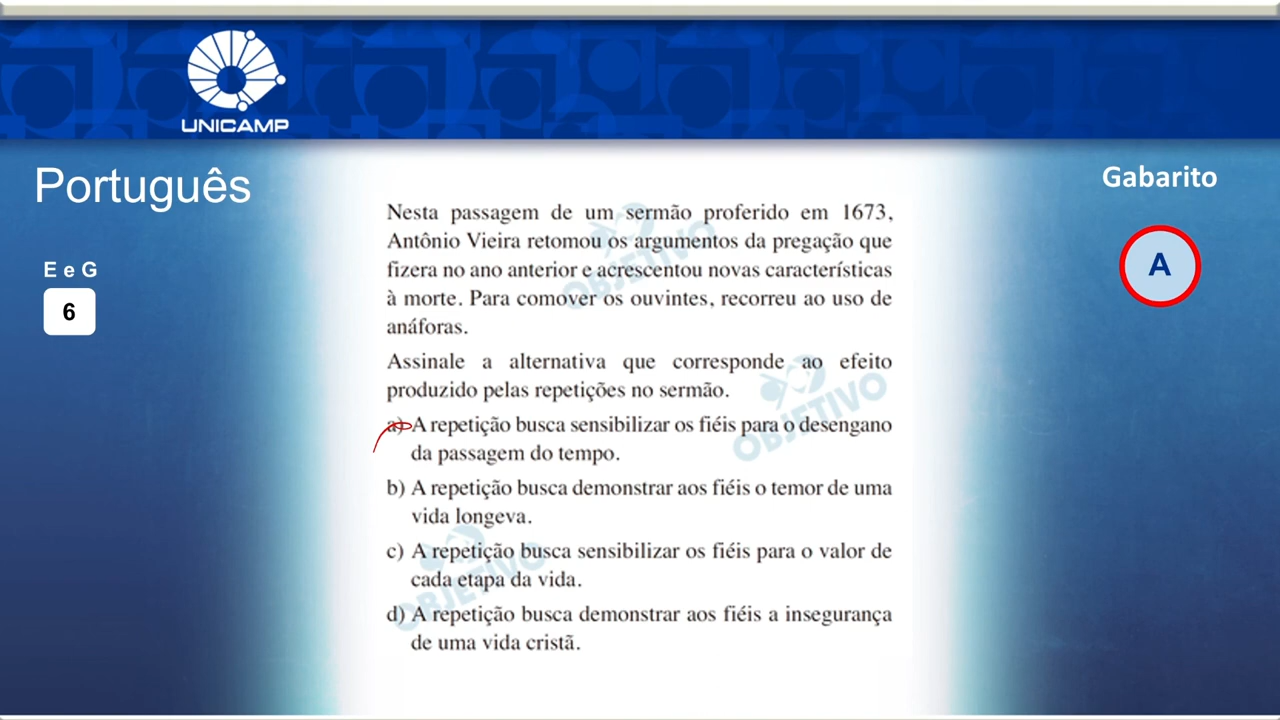 UNICAMP
Português
E e G
6
Gabarito
A
Nesta passagem de um sermão proferido em 1673,
Antônio Vieira retomou os argumentos da pregação que
fizera no ano anterior e acrescentou novas características
à morte. Para comover os ouvintes, recorreu ao uso de
anáforas.
Assinale a alternativa que corresponde ao efeito
produzido pelas repetições no sermão.
a) A repetição busca sensibilizar os fiéis para o desengano
da passagem do tempo.
b) A repetição busca demonstrar aos fiéis o temor de uma
vida longeva.
c) A repetição busca sensibilizar os fiéis para o valor de
cada etapa da vida.
d) A repetição busca demonstrar aos fiéis a insegurança
de uma vida cristã.
OBJETIVO
OBJETIVO
OBJETIVO